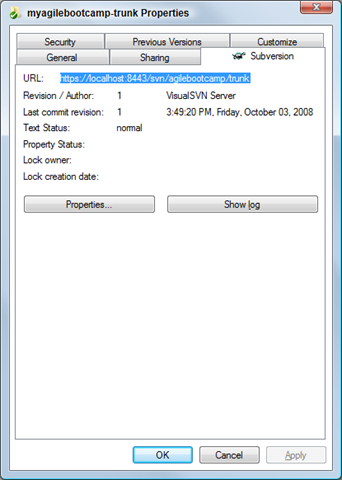 myagilebootcamp-trunk Properties
Security Previous Versions Customize
General Sharing Subversion
URL: https://localhost:8443/svn/agilebootcamp/trunk
Revision / Author: 1 VisualSVN Server
Last commit revision: 1 3:49:20 PM, Friday, October 03, 2008
Text Status: normal
Property Status:
Lock owner:
Lock creation date:
Properties... Show log
OK Cancel Apply